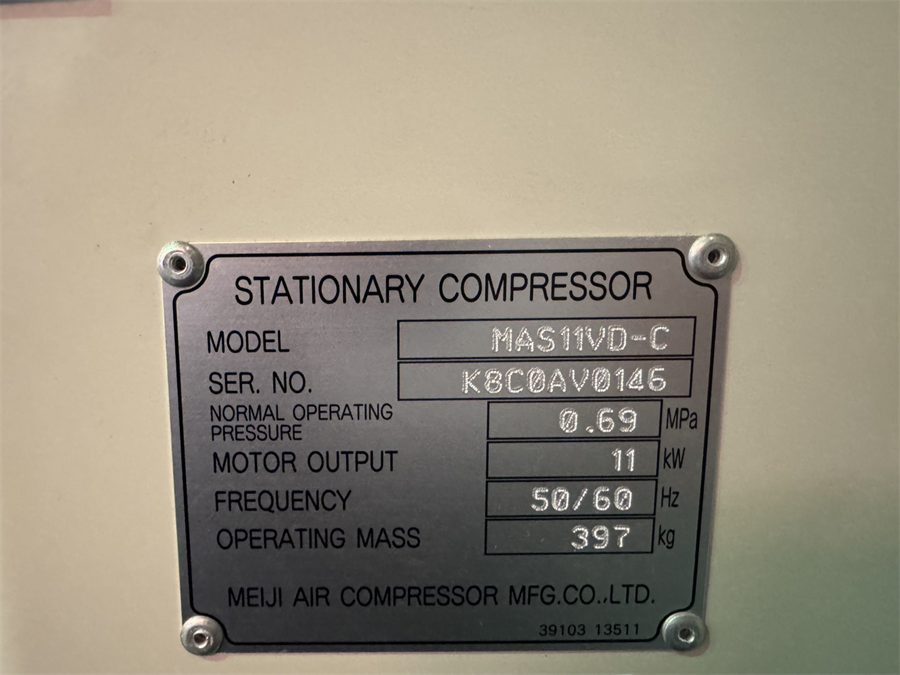 STATIONARY COMPRESSOR
MODEL MAS11VD-C
SER. NO. K8C0AV0146
NORMAL OPERATING
PRESSURE 0.69 MPa
MOTOR OUTPUT 11 kW
FREQUENCY 50/60 Hz
OPERATING MASS 397 kg
MEIJI AIR COMPRESSOR MFG.CO.,LTD.
39103 13511